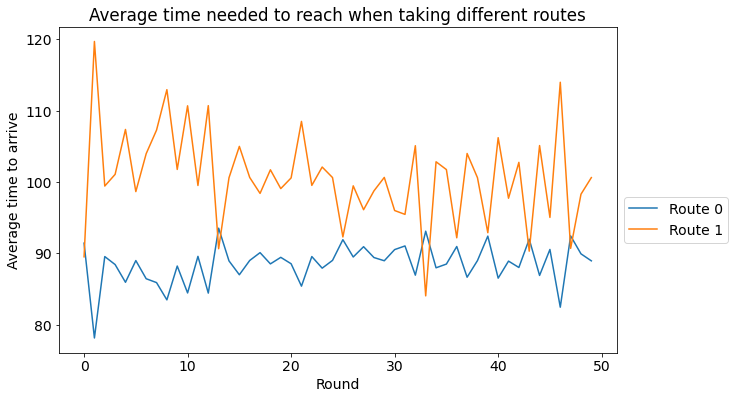 Average time needed to reach when taking different routes
120
110
100
90
80
Average time to arrive
0
10
20
30
40
50
Round
Route 0
Route 1